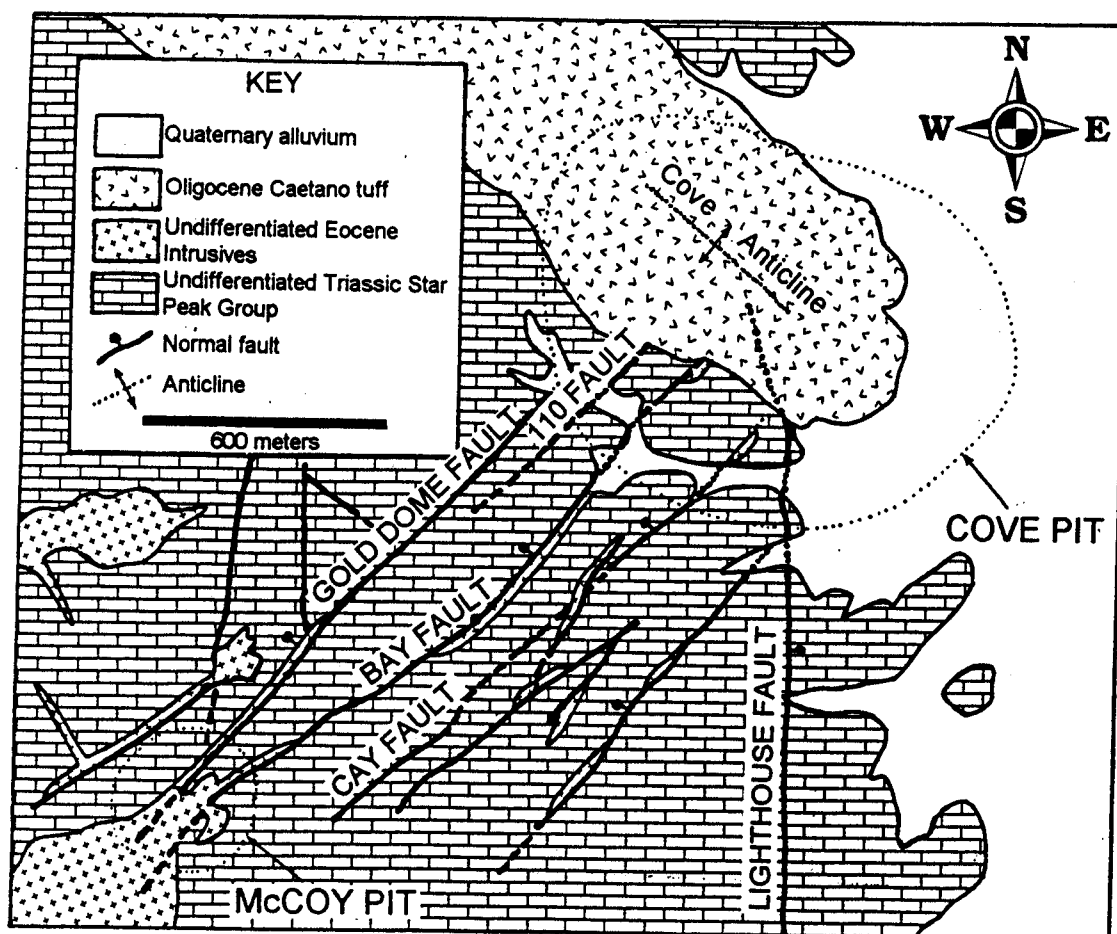 N
W E
S
KEY
Quaternary alluvium
Oligocene Caetano tuff
Undifferentiated Eocene
Intrusives
Undifferentiated Triassic Star
Peak Group
Normal fault
Anticline
600 meters
Cove Anticline
GOLD DOME FAULT
110 FAULT
BAY FAULT
CAY FAULT
LIGHTHOUSE FAULT
COVE PIT
McCOY PIT